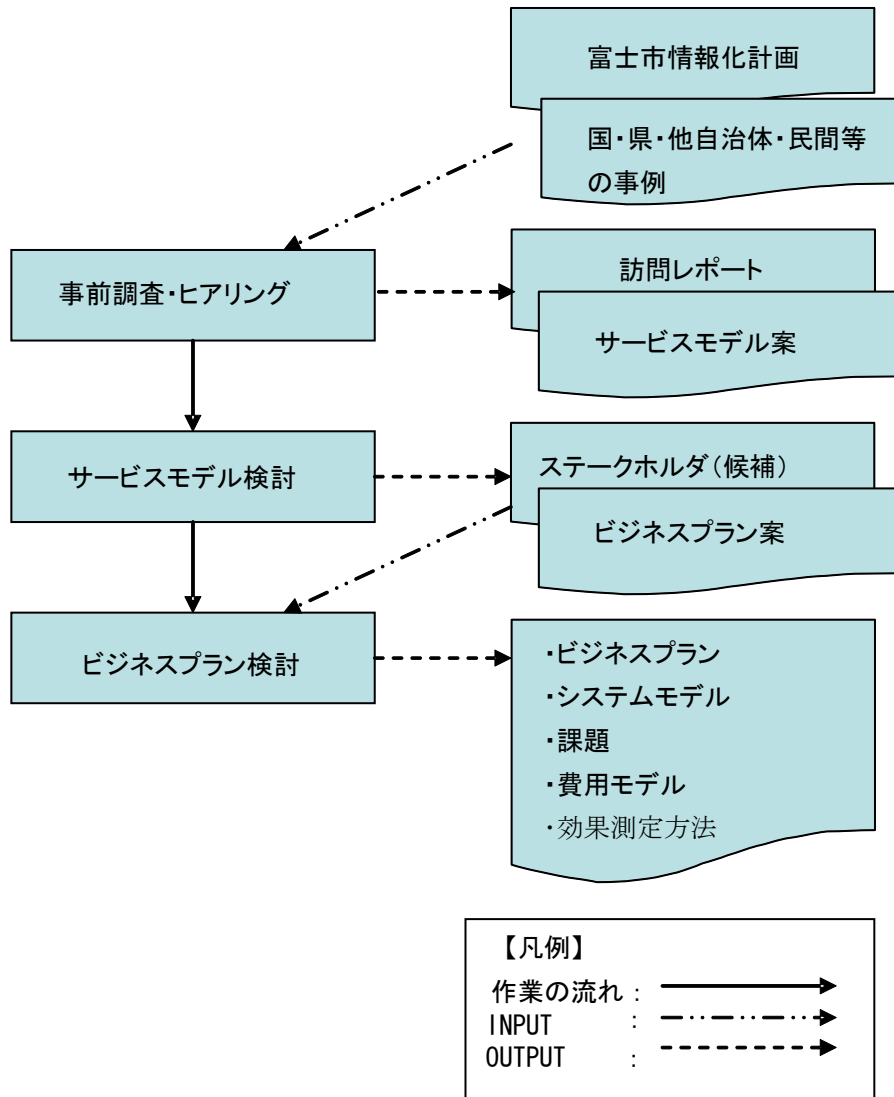 富士市情報化計画
国・県・他自治体・民間等
の事例
事前調査・ヒアリング
訪問レポート
サービスモデル案
サービスモデル検討
ステークホルダ(候補)
ビジネスプラン案
ビジネスプラン検討
・ビジネスプラン
・システムモデル
・課題
・費用モデル
・効果測定方法
【凡例】
作業の流れ:
INPUT :
OUTPUT :